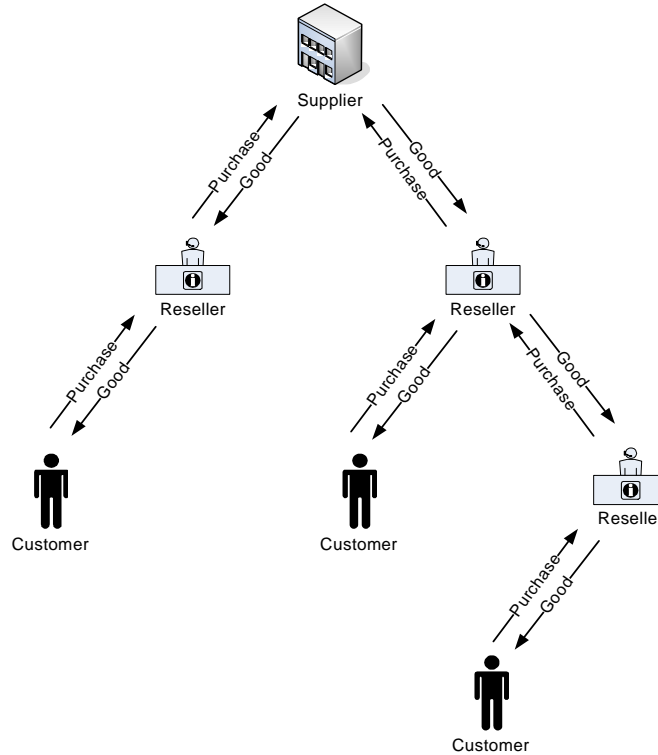 Supplier
Purchase
Good
Good
Purchase
Reseller
Reseller
Purchase
Good
Purchase
Good
Good
Purchase
Customer
Customer
Reselle
Purchase
Good
Customer